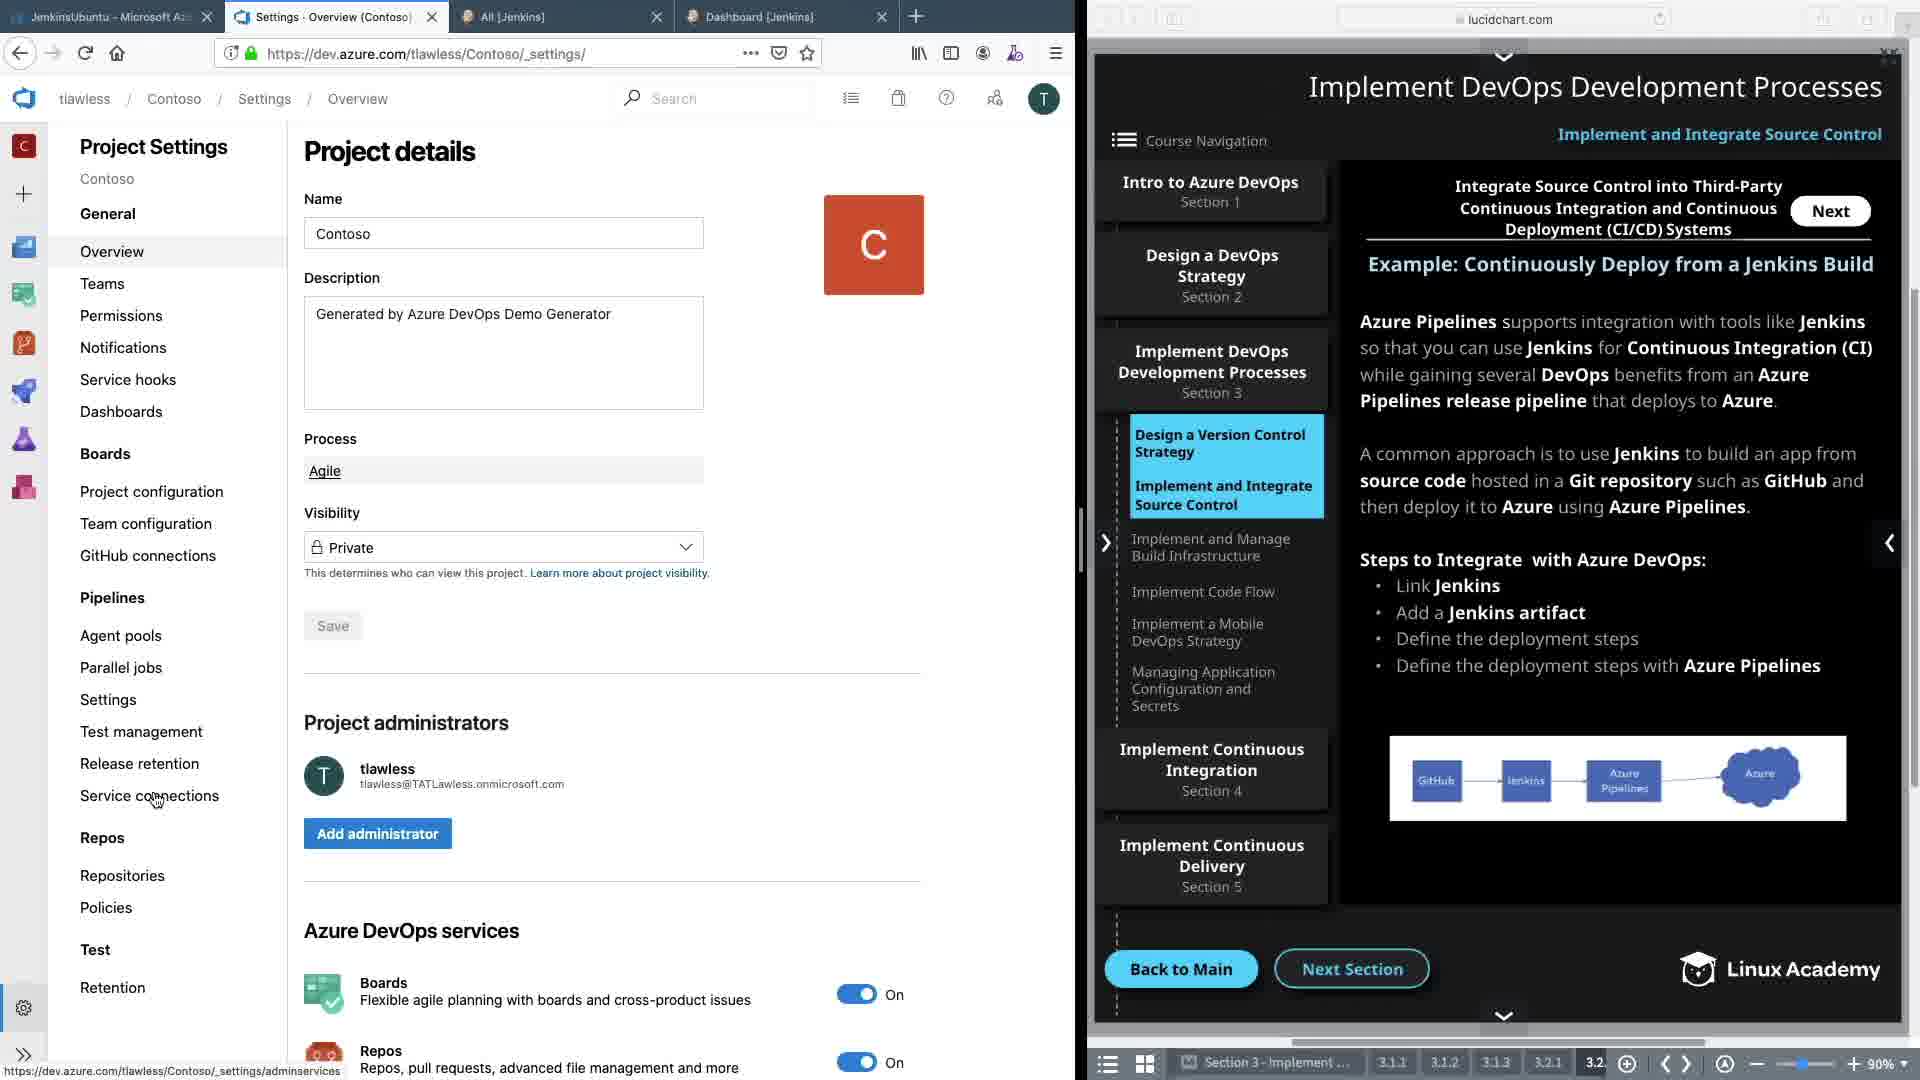 JenkinsUbuntu - Microsoft Az
Settings · Overview (Contoso)
All [Jenkins]
Dashboard [Jenkins]
https://dev.azure.com/tlawless/Contoso/_settings/
tlawless / Contoso / Settings / Overview
Search
T
C
Project Settings
Contoso
General
Overview
Teams
Permissions
Notifications
Service hooks
Dashboards
Boards
Project configuration
Team configuration
GitHub connections
Pipelines
Agent pools
Parallel jobs
Settings
Test management
Release retention
Service connections
Repos
Repositories
Policies
Test
Retention
https://dev.azure.com/tlawless/Contoso/_settings/adminservices
Project details
Name
Contoso
C
Description
Generated by Azure DevOps Demo Generator
Process
Agile
Visibility
Private
This determines who can view this project. Learn more about project visibility.
Save
Project administrators
T
tlawless
tlawless@TATLawless.onmicrosoft.com
Add administrator
Azure DevOps services
Boards
Flexible agile planning with boards and cross-product issues
On
Repos
Repos, pull requests, advanced file management and more
On
lucidchart.com
Implement DevOps Development Processes
Course Navigation
Implement and Integrate Source Control
Intro to Azure DevOps
Section 1
Design a DevOps
Strategy
Section 2
Implement DevOps
Development Processes
Section 3
Design a Version Control
Strategy
Implement and Integrate
Source Control
Implement and Manage
Build Infrastructure
Implement Code Flow
Implement a Mobile
DevOps Strategy
Managing Application
Configuration and
Secrets
Implement Continuous
Integration
Section 4
Implement Continuous
Delivery
Section 5
Integrate Source Control into Third-Party
Continuous Integration and Continuous
Deployment (CI/CD) Systems
Next
Example: Continuously Deploy from a Jenkins Build
Azure Pipelines supports integration with tools like Jenkins
so that you can use Jenkins for Continuous Integration (CI)
while gaining several DevOps benefits from an Azure
Pipelines release pipeline that deploys to Azure.
A common approach is to use Jenkins to build an app from
source code hosted in a Git repository such as GitHub and
then deploy it to Azure using Azure Pipelines.
Steps to Integrate with Azure DevOps:
• Link Jenkins
• Add a Jenkins artifact
• Define the deployment steps
• Define the deployment steps with Azure Pipelines
GitHub
Jenkins
Azure
Pipelines
Azure
Back to Main
Next Section
Linux Academy
Section 3 - Implement ...
3.1.1
3.1.2
3.1.3
3.2.1
3.2.
90%